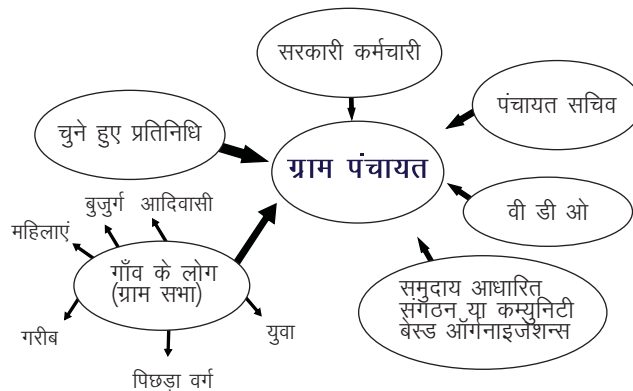 सरकारी कर्मचारी
पंचायत सचिव
चुने हुए प्रतिनिधि
ग्राम पंचायत
बुजुर्ग
आदिवासी
महिलाएं
वी डी ओ
गाँव के लोग
(ग्राम सभा)
समुदाय आधारित
संगठन या कम्युनिटी
बेस्ड ऑर्गनाइजेशन्स
गरीब
युवा
पिछड़ा वर्ग